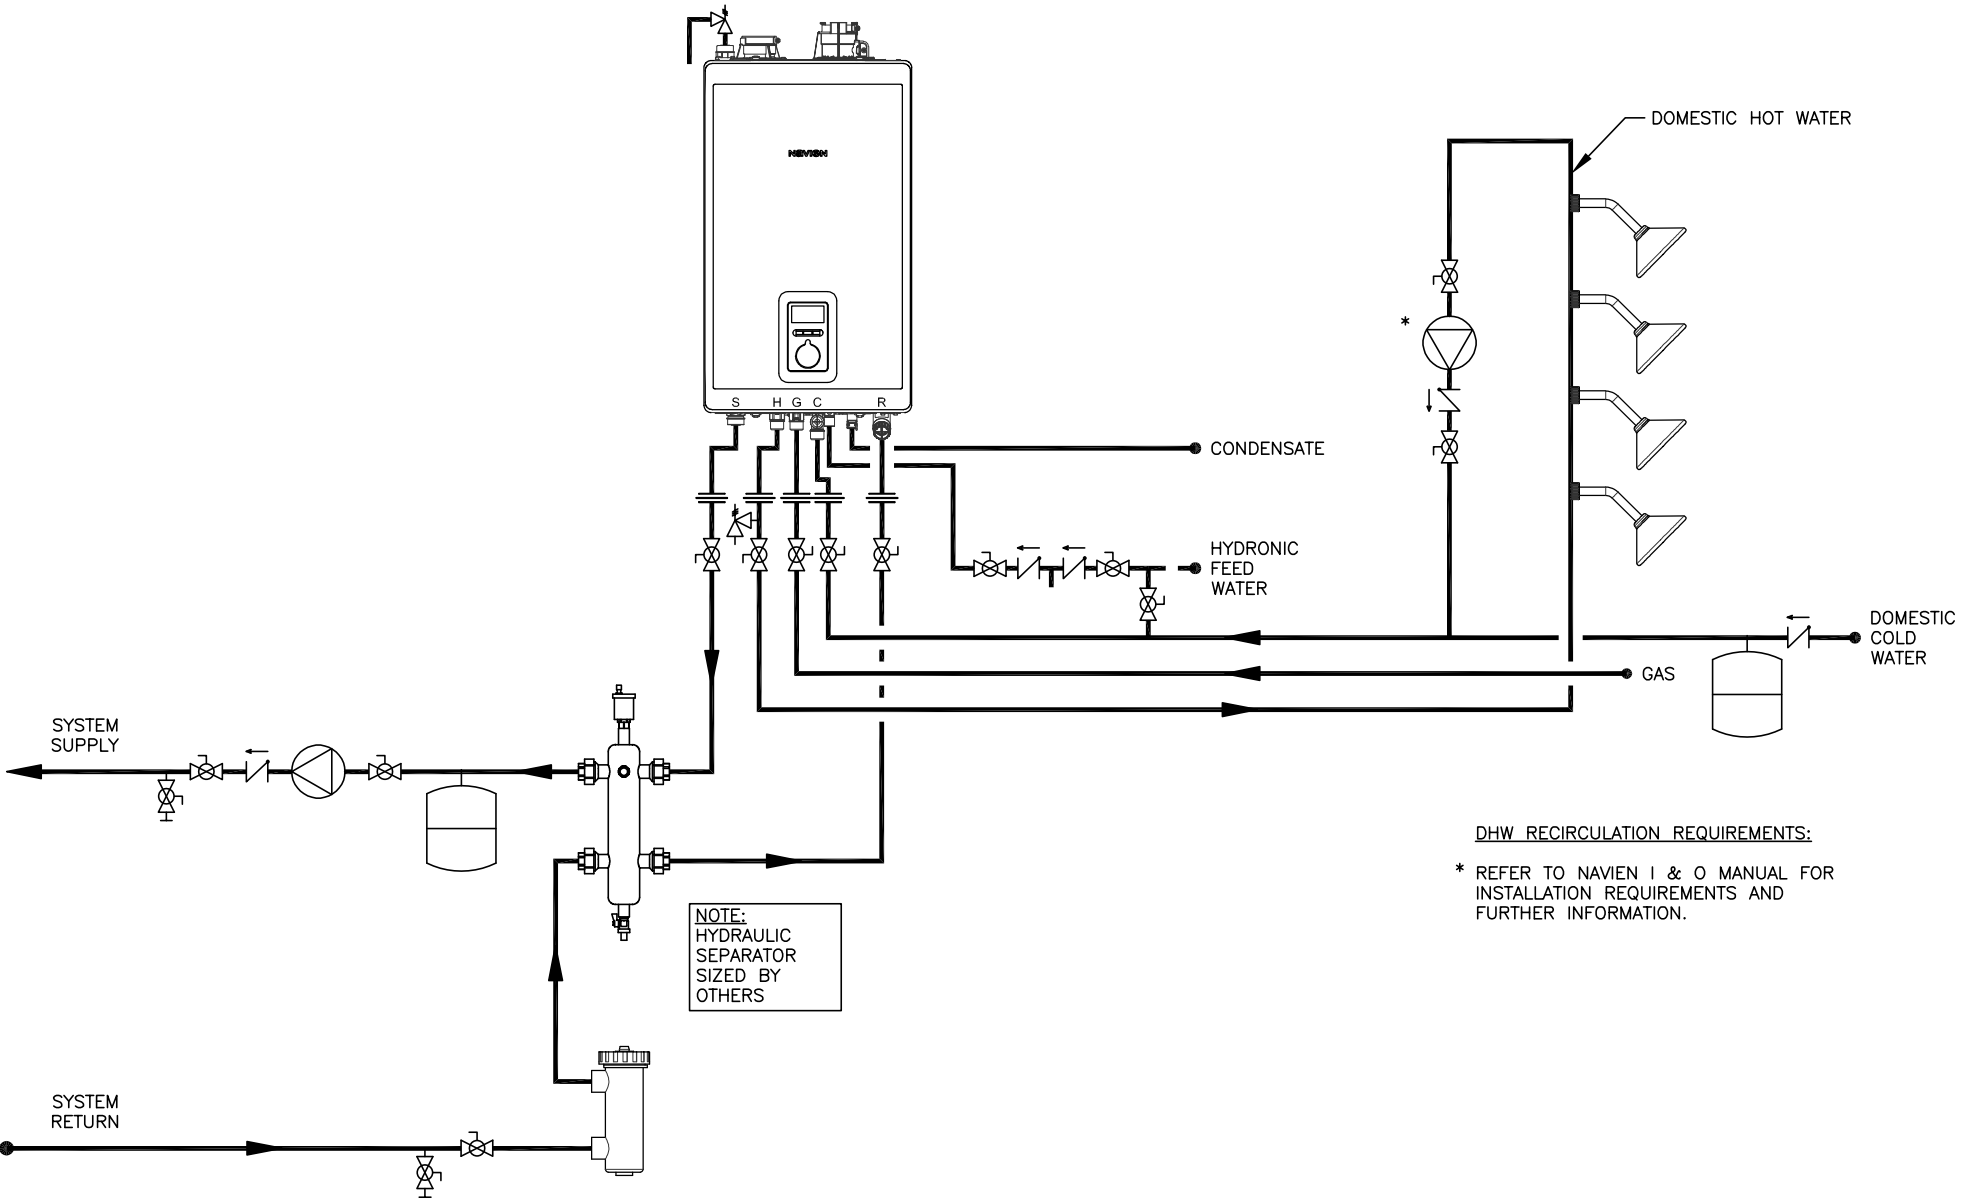 DOMESTIC HOT WATER
NAVIEN
*
S H G C R
CONDENSATE
HYDRONIC
FEED
WATER
DOMESTIC
COLD
WATER
GAS
SYSTEM
SUPPLY
DHW RECIRCULATION REQUIREMENTS:
* REFER TO NAVIEN I & O MANUAL FOR
INSTALLATION REQUIREMENTS AND
FURTHER INFORMATION.
NOTE:
HYDRAULIC
SEPARATOR
SIZED BY
OTHERS
SYSTEM
RETURN